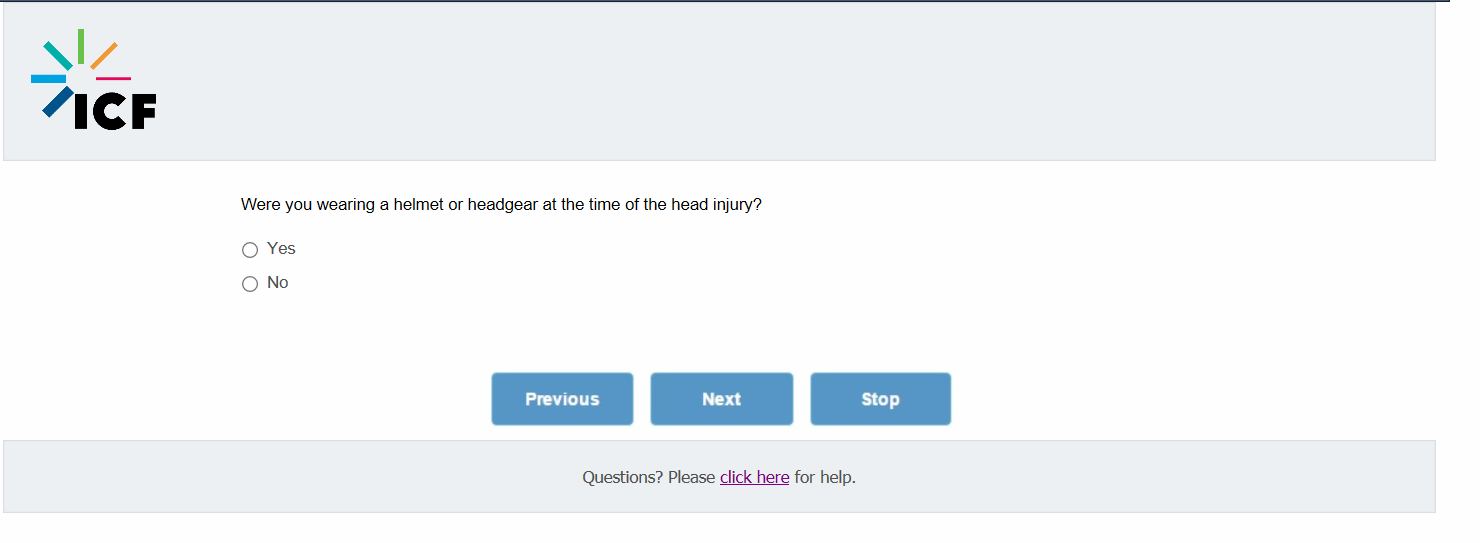 ICF
Were you wearing a helmet or headgear at the time of the head injury?
Yes
No
Previous Next Stop
Questions? Please click here for help.